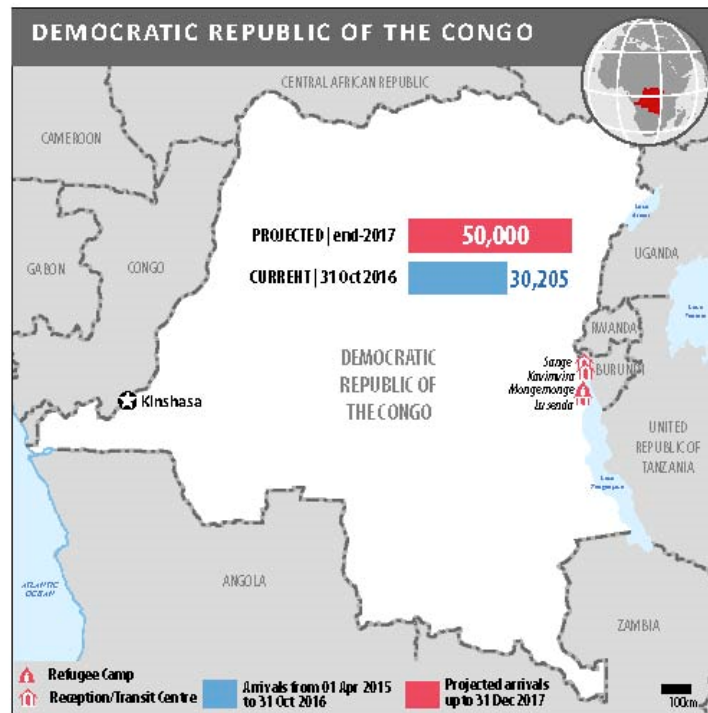 DEMOCRATIC REPUBLIC OF THE CONGO
CENTRAL AFRICAN REPUBLIC
CAMEROON
PROJECTED | end-2017
50,000
CURRENT | 31 Oct 2016
30,205
UGANDA
GABON
CONGO
RWANDA
BURUNDI
Sange
Kavimvira
Mongemonge
Lusenda
DEMOCRATIC
REPUBLIC OF
THE CONGO
Kinshasa
UNITED
REPUBLIC OF
TANZANIA
Lake
Tanganyika
ATLANTIC
OCEAN
ANGOLA
ZAMBIA
Refugee Camp
Reception/Transit Centre
Arrivals from 01 Apr 2015
to 31 Oct 2016
Projected arrivals
up to 31 Dec 2017
100km